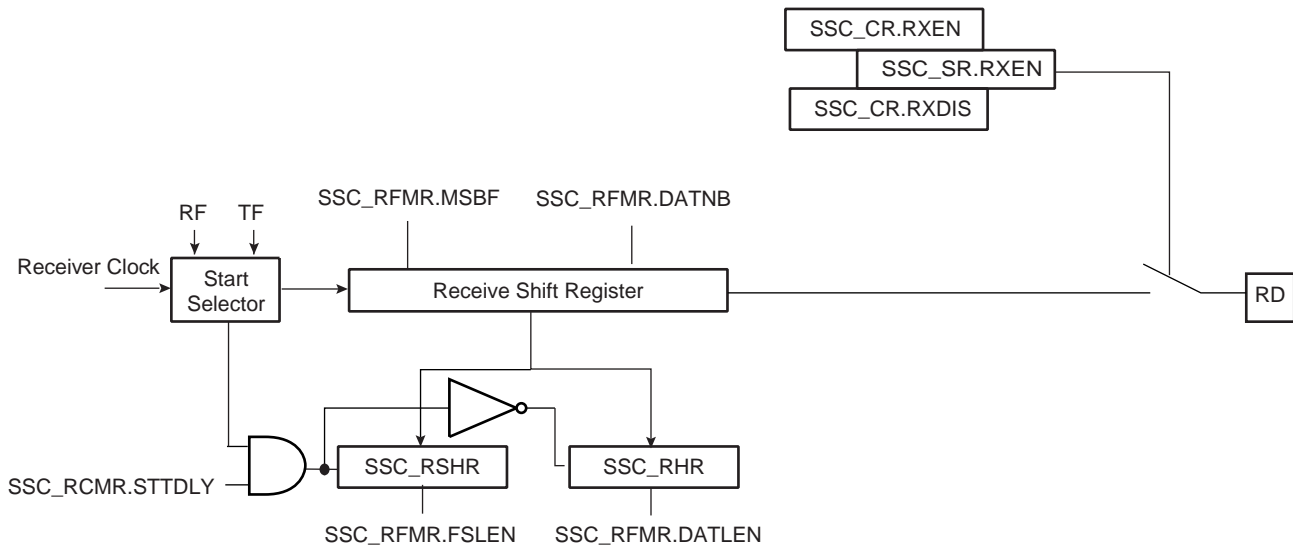 SSC_CR.RXEN
SSC_SR.RXEN
SSC_CR.RXDIS
SSC_RFMR.MSBF
SSC_RFMR.DATNB
RF
TF
Receiver Clock
Start
Selector
Receive Shift Register
RD
SSC_RSHR
SSC_RHR
SSC_RCMR.STTDLY
SSC_RFMR.FSLEN
SSC_RFMR.DATLEN